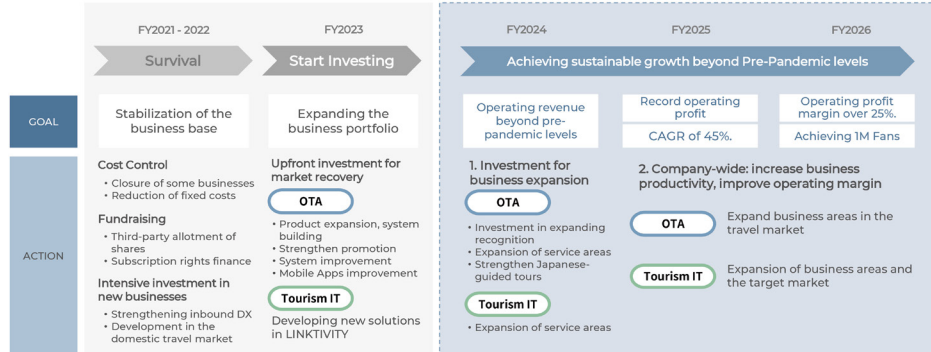 FY2021 - 2022
FY2023
FY2024
FY2025
FY2026
Survival
Start Investing
Achieving sustainable growth beyond Pre-Pandemic levels
GOAL
Stabilization of the
business base
Expanding the
business portfolio
Operating revenue
beyond pre-
pandemic levels
Record operating
profit
CAGR of 45%.
Operating profit
margin over 25%.
Achieving 1M Fans
ACTION
Cost Control
• Closure of some businesses
• Reduction of fixed costs
Fundraising
• Third-party allotment of
shares
• Subscription rights finance
Intensive investment in
new businesses
• Strengthening inbound DX
• Development in the
domestic travel market
Upfront investment for
market recovery
OTA
• Product expansion, system
building
• Strengthen promotion
• System improvement
• Mobile Apps improvement
Tourism IT
Developing new solutions
in LINKTIVITY
1. Investment for
business expansion
OTA
• Investment in expanding
recognition
• Expansion of service areas
• Strengthen Japanese-
guided tours
Tourism IT
• Expansion of service areas
2. Company-wide: increase business
productivity, improve operating margin
OTA
Expand business areas in the
travel market
Tourism IT
Expansion of business areas and
the target market